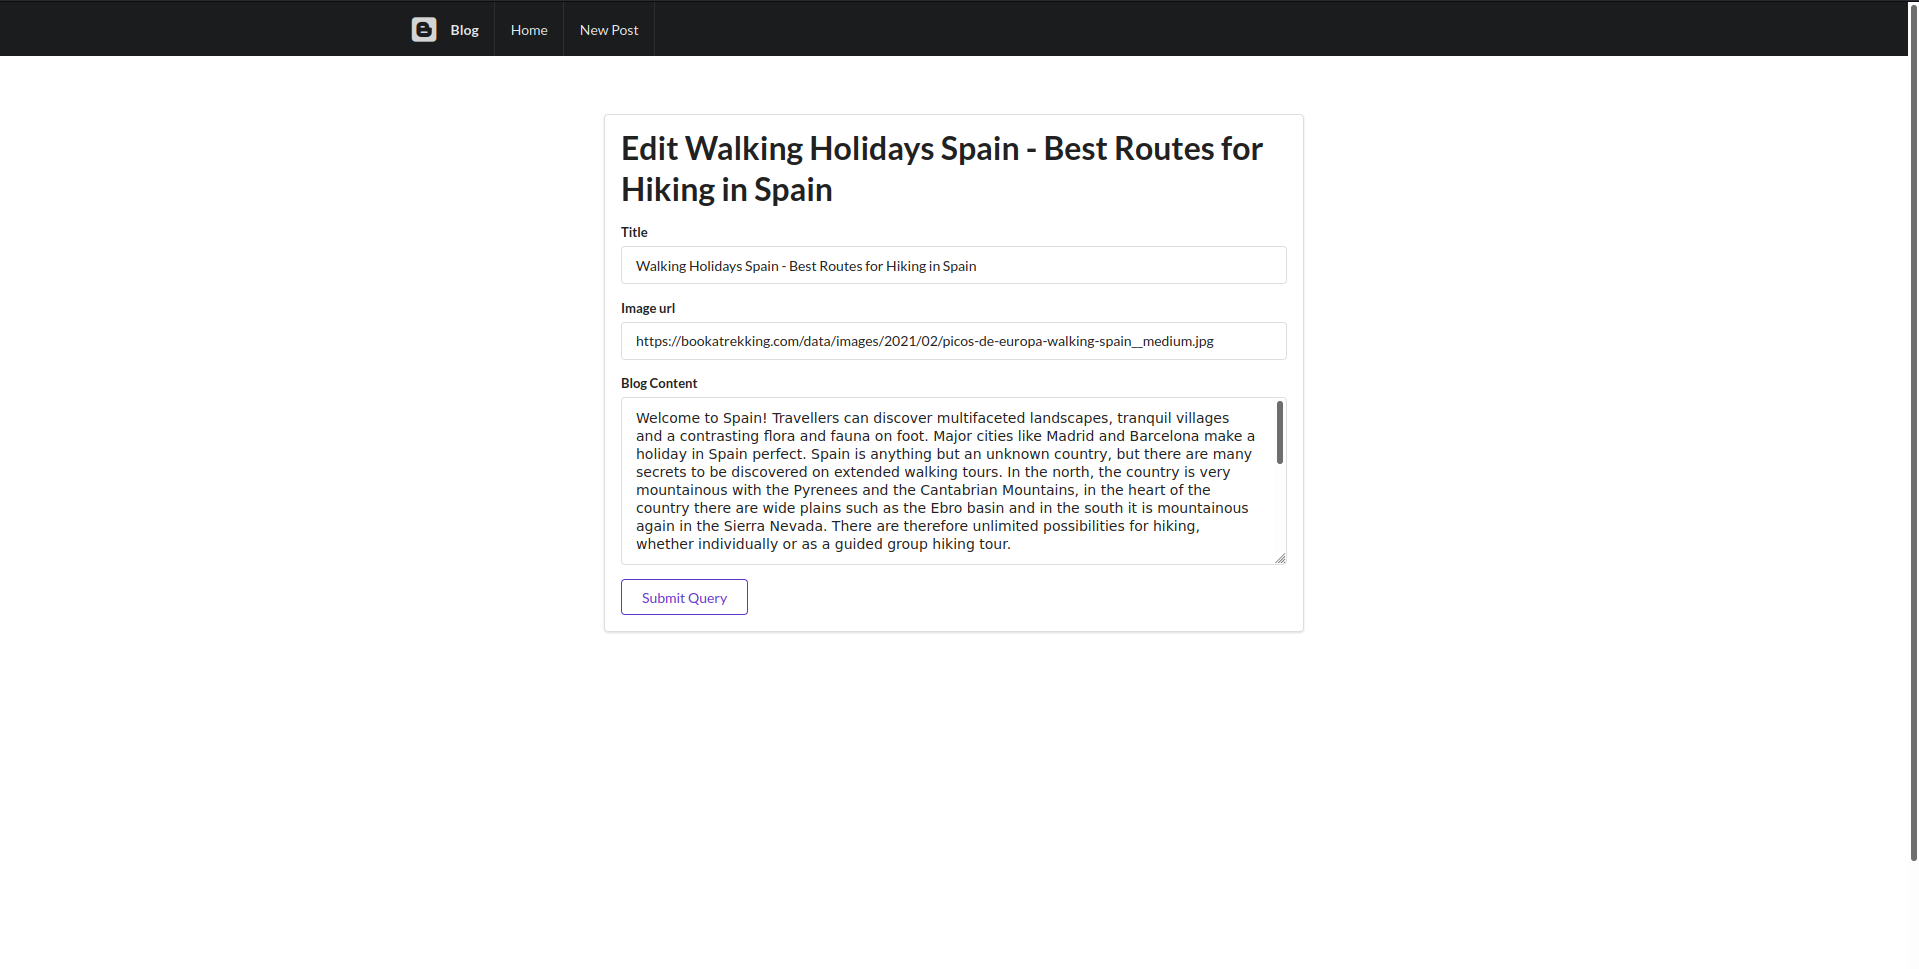 Blog
Home
New Post
Edit Walking Holidays Spain - Best Routes for
Hiking in Spain
Title
Walking Holidays Spain - Best Routes for Hiking in Spain
Image url
https://bookatrekking.com/data/images/2021/02/picos-de-europa-walking-spain__medium.jpg
Blog Content
Welcome to Spain! Travellers can discover multifaceted landscapes, tranquil villages
and a contrasting flora and fauna on foot. Major cities like Madrid and Barcelona make a
holiday in Spain perfect. Spain is anything but an unknown country, but there are many
secrets to be discovered on extended walking tours. In the north, the country is very
mountainous with the Pyrenees and the Cantabrian Mountains, in the heart of the
country there are wide plains such as the Ebro basin and in the south it is mountainous
again in the Sierra Nevada. There are therefore unlimited possibilities for hiking,
whether individually or as a guided group hiking tour.
Submit Query